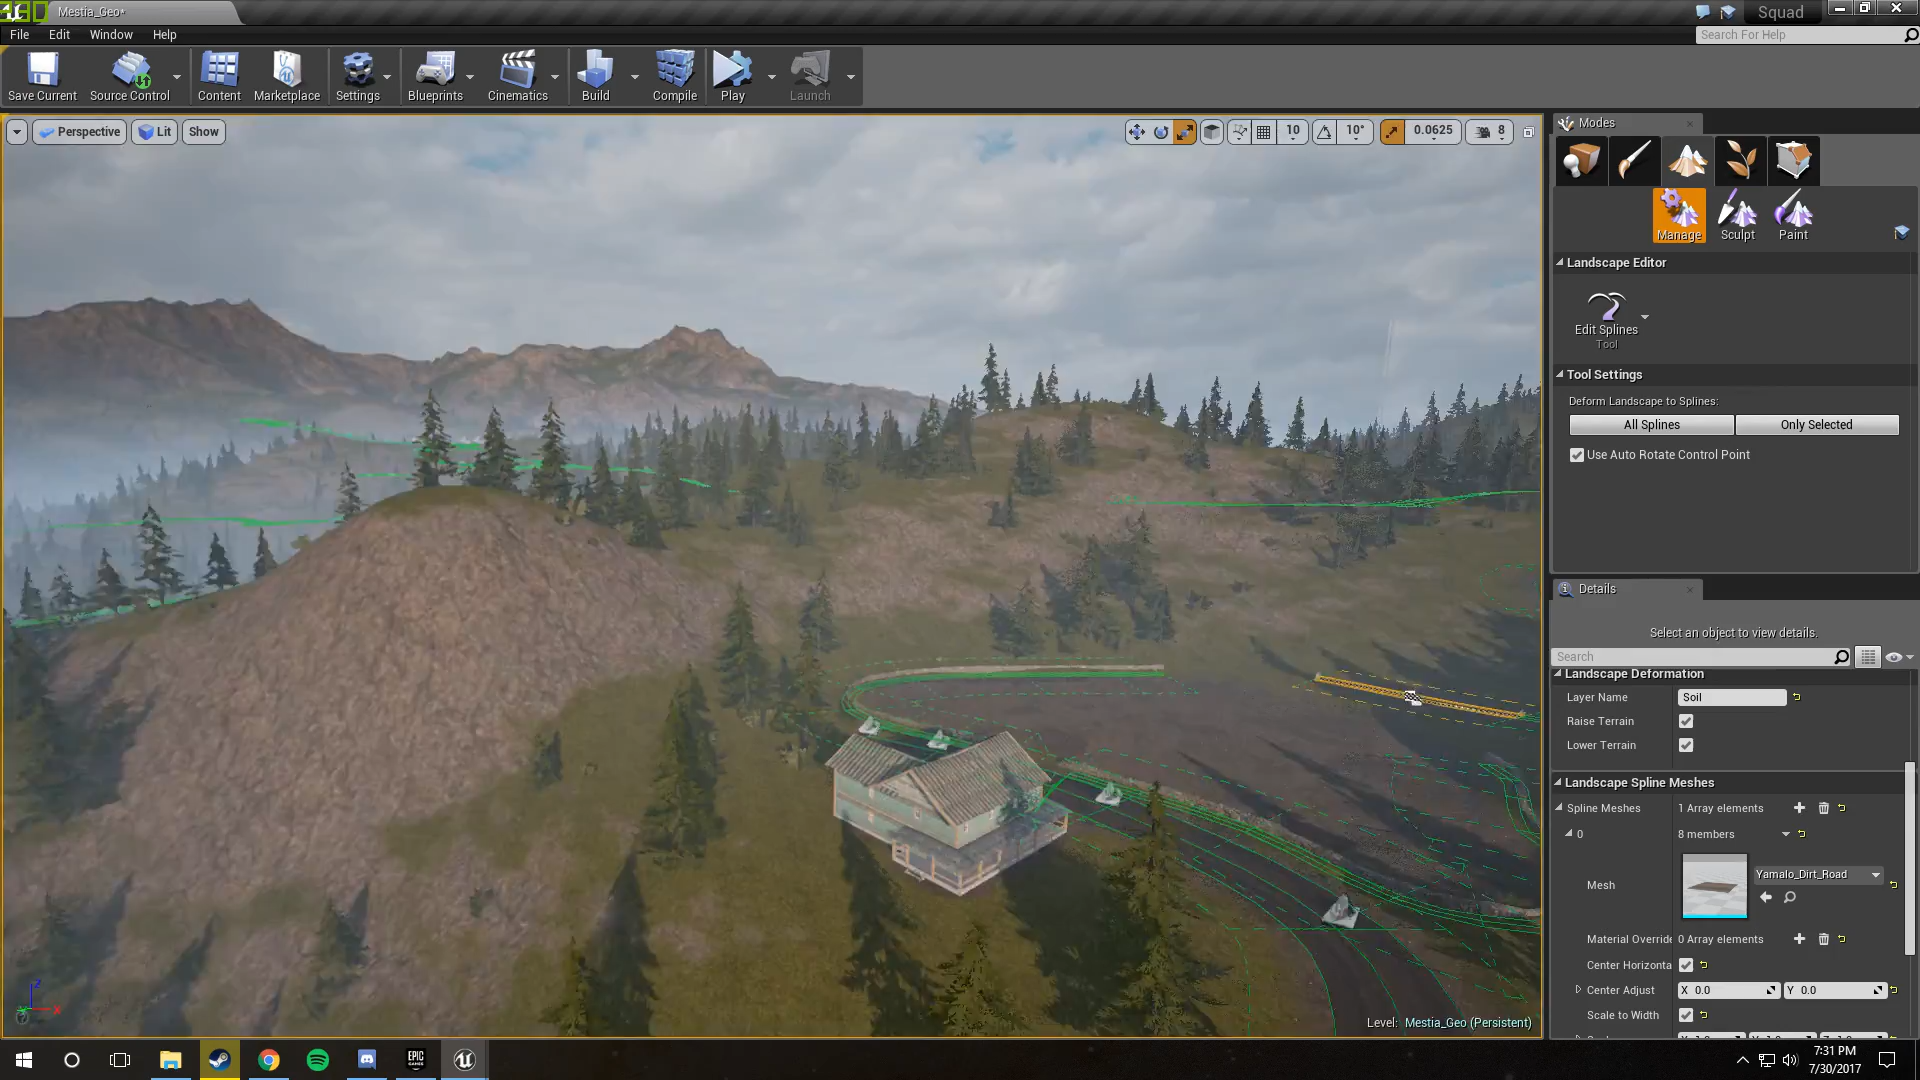 Mestia_Geo*
Squad
File Edit Window Help
Search For Help
Save Current Source Control Content Marketplace Settings Blueprints Cinematics Build Compile Play Launch
Perspective Lit Show
10 10° 0.0625 8
Modes
Manage Sculpt Paint
Landscape Editor
Edit Splines
Tool
Tool Settings
Deform Landscape to Splines:
All Splines Only Selected
Use Auto Rotate Control Point
Details
Select an object to view details.
Search
Landscape Deformation
Layer Name Soil
Raise Terrain
Lower Terrain
Landscape Spline Meshes
Spline Meshes 1 Array elements
0 8 members
Yamalo_Dirt_Road
Mesh
Material Override 0 Array elements
Center Horizonta
Center Adjust X 0.0 Y 0.0
Scale to Width
Level: Mestia_Geo (Persistent)
Z
X
EPIC GAMES
7:31 PM
7/30/2017